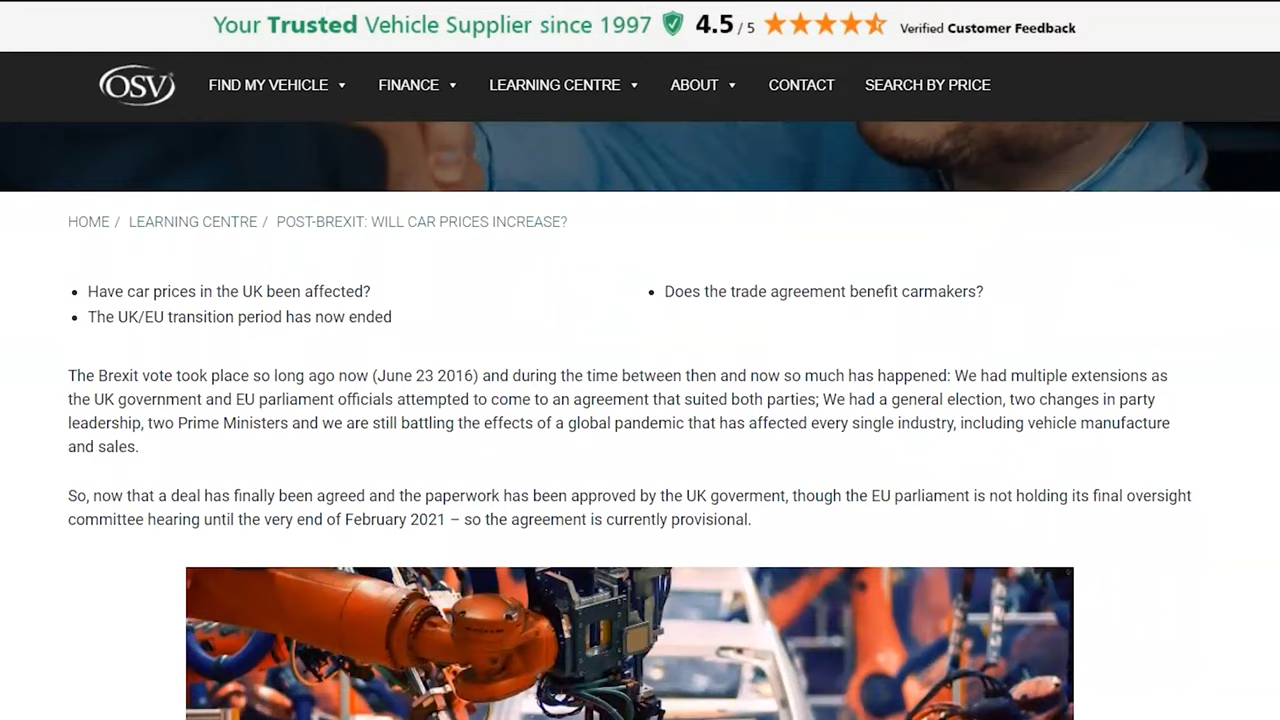 Your Trusted Vehicle Supplier since 1997 4.5 / 5 Verified Customer Feedback
OSV FIND MY VEHICLE FINANCE LEARNING CENTRE ABOUT CONTACT SEARCH BY PRICE
HOME / LEARNING CENTRE / POST-BREXIT: WILL CAR PRICES INCREASE?
• Have car prices in the UK been affected?
• The UK/EU transition period has now ended
• Does the trade agreement benefit carmakers?
The Brexit vote took place so long ago now (June 23 2016) and during the time between then and now so much has happened: We had multiple extensions as
the UK government and EU parliament officials attempted to come to an agreement that suited both parties; We had a general election, two changes in party
leadership, two Prime Ministers and we are still battling the effects of a global pandemic that has affected every single industry, including vehicle manufacture
and sales.
So, now that a deal has finally been agreed and the paperwork has been approved by the UK goverment, though the EU parliament is not holding its final oversight
committee hearing until the very end of February 2021 – so the agreement is currently provisional.